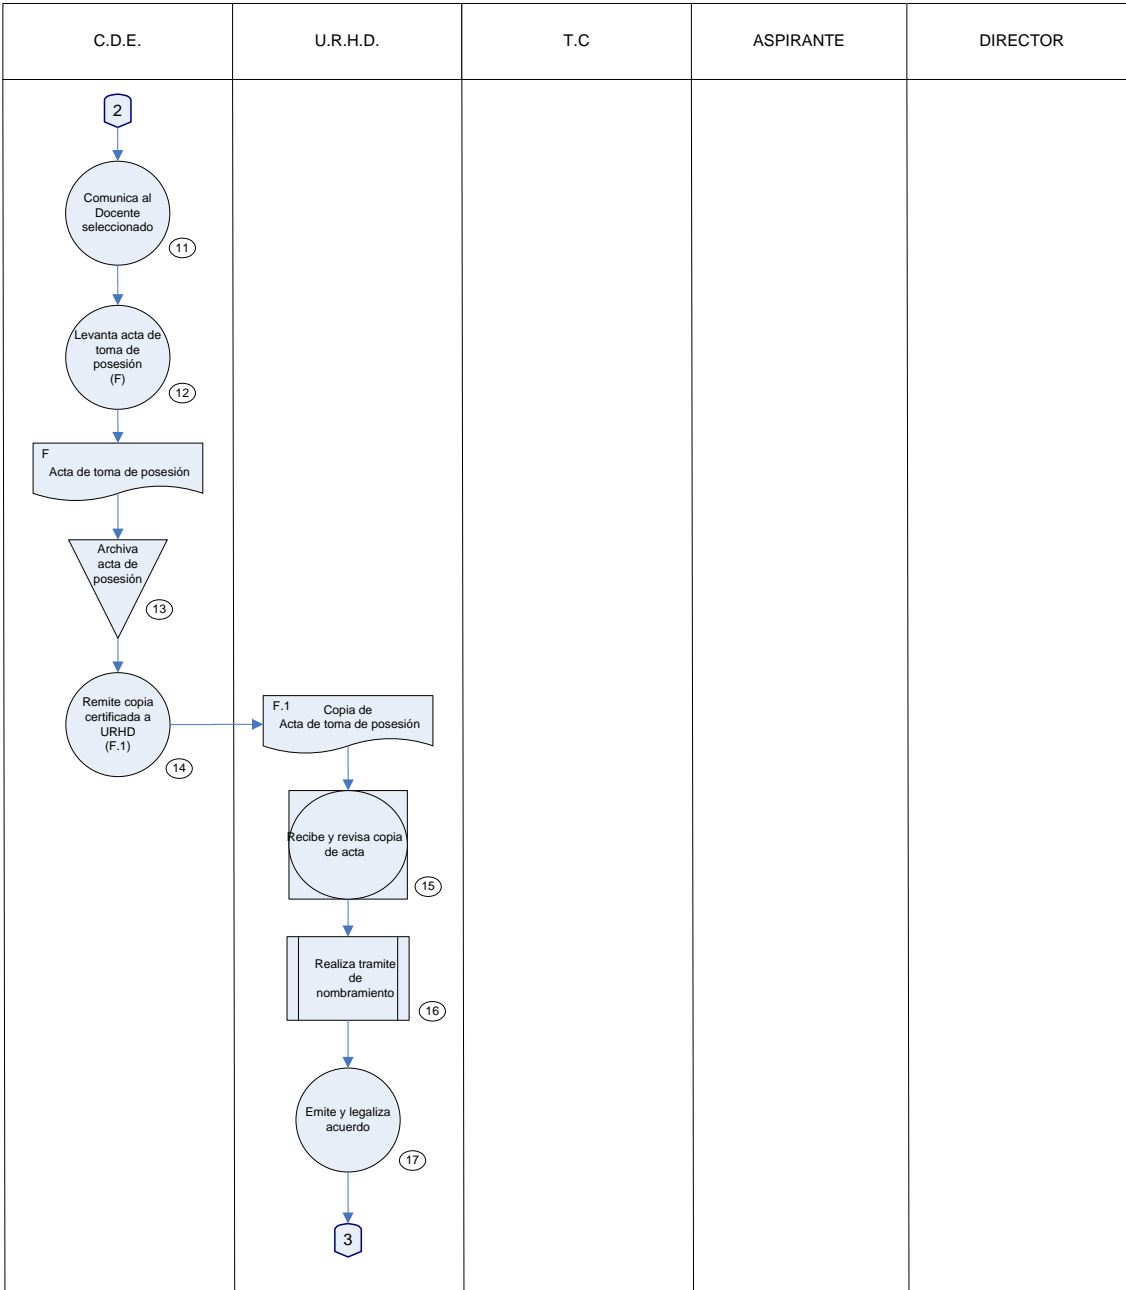 C.D.E.
U.R.H.D.
T.C
ASPIRANTE
DIRECTOR
2
Comunica al
Docente
seleccionado
11
Levanta acta de
toma de
posesión
(F)
12
F
Acta de toma de posesión
Archiva
acta de
posesión
13
Remite copia
certificada a
URHD
(F.1)
14
F.1
Copia de
Acta de toma de posesión
Recibe y revisa copia
de acta
15
Realiza tramite
de
nombramiento
16
Emite y legaliza
acuerdo
17
3